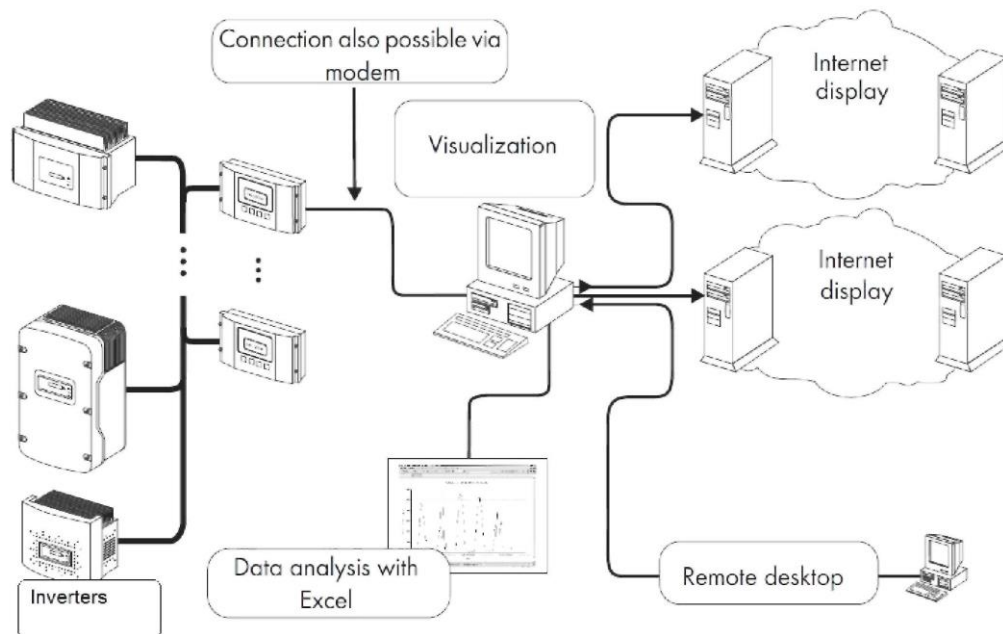 Connection also possible via
modem
Internet
display
Visualization
Internet
display
Data analysis with
Excel
Remote desktop
Inverters